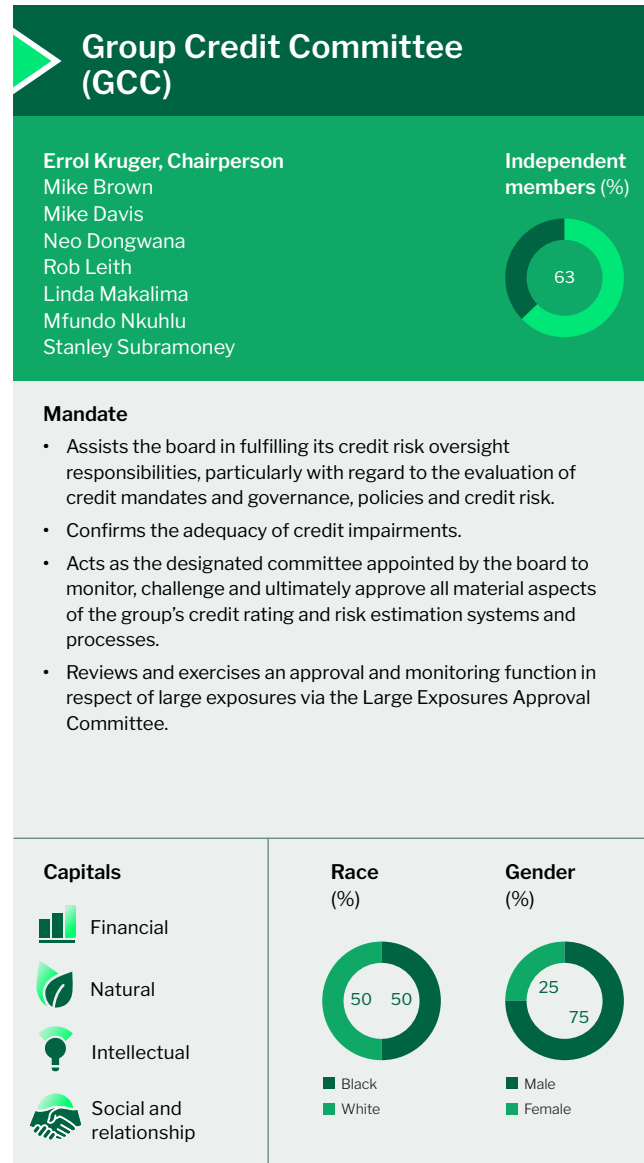 Group Credit Committee
(GCC)
Errol Kruger, Chairperson
Mike Brown
Mike Davis
Neo Dongwana
Rob Leith
Linda Makalima
Mfundo Nkuhlu
Stanley Subramoney
Independent
members (%)
63
Mandate
• Assists the board in fulfilling its credit risk oversight
responsibilities, particularly with regard to the evaluation of
credit mandates and governance, policies and credit risk.
• Confirms the adequacy of credit impairments.
• Acts as the designated committee appointed by the board to
monitor, challenge and ultimately approve all material aspects
of the group’s credit rating and risk estimation systems and
processes.
• Reviews and exercises an approval and monitoring function in
respect of large exposures via the Large Exposures Approval
Committee.
Capitals
Financial
Natural
Intellectual
Social and
relationship
Race
(%)
50 50
Black
White
Gender
(%)
25
75
Male
Female